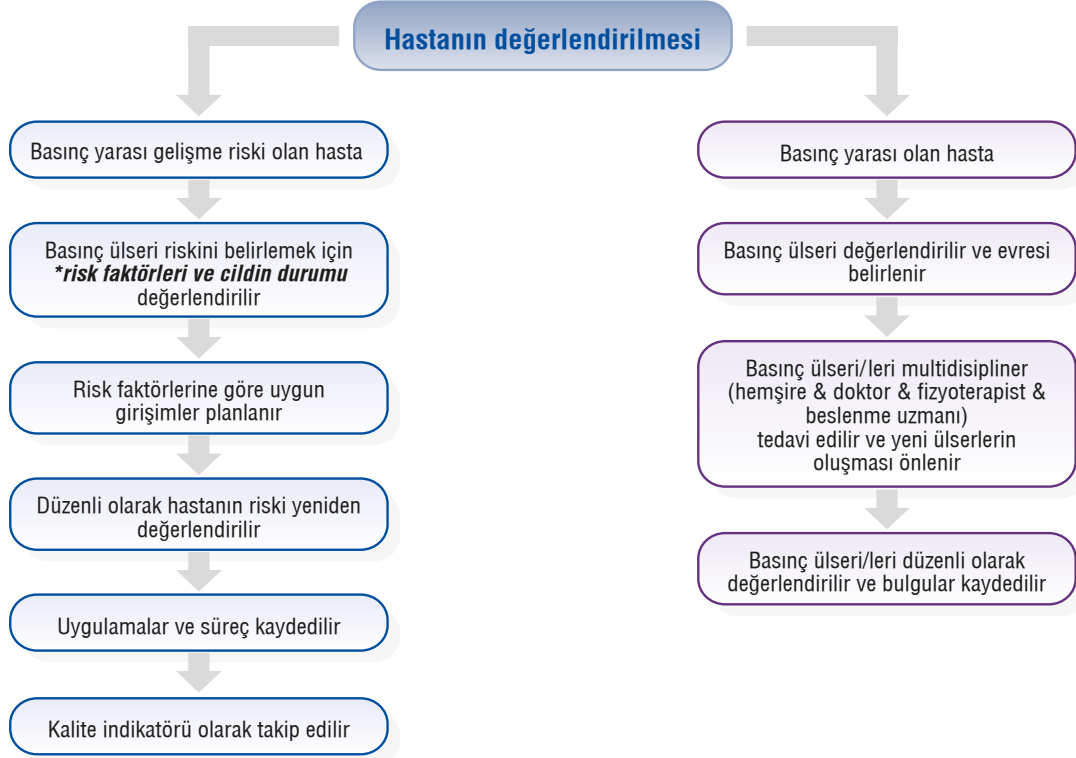 Hastanın değerlendirilmesi
Basınç yarası gelişme riski olan hasta
Basınç ülseri riskini belirlemek için
*risk faktörleri ve cildin durumu
değerlendirilir
Risk faktörlerine göre uygun
girişimler planlanır
Düzenli olarak hastanın riski yeniden
değerlendirilir
Uygulamalar ve süreç kaydedilir
Kalite indikatörü olarak takip edilir
Basınç yarası olan hasta
Basınç ülseri değerlendirilir ve evresi
belirlenir
Basınç ülseri/leri multidisipliner
(hemşire & doktor & fizyoterapist &
beslenme uzmanı)
tedavi edilir ve yeni ülserlerin
oluşması önlenir
Basınç ülseri/leri düzenli olarak
değerlendirilir ve bulgular kaydedilir